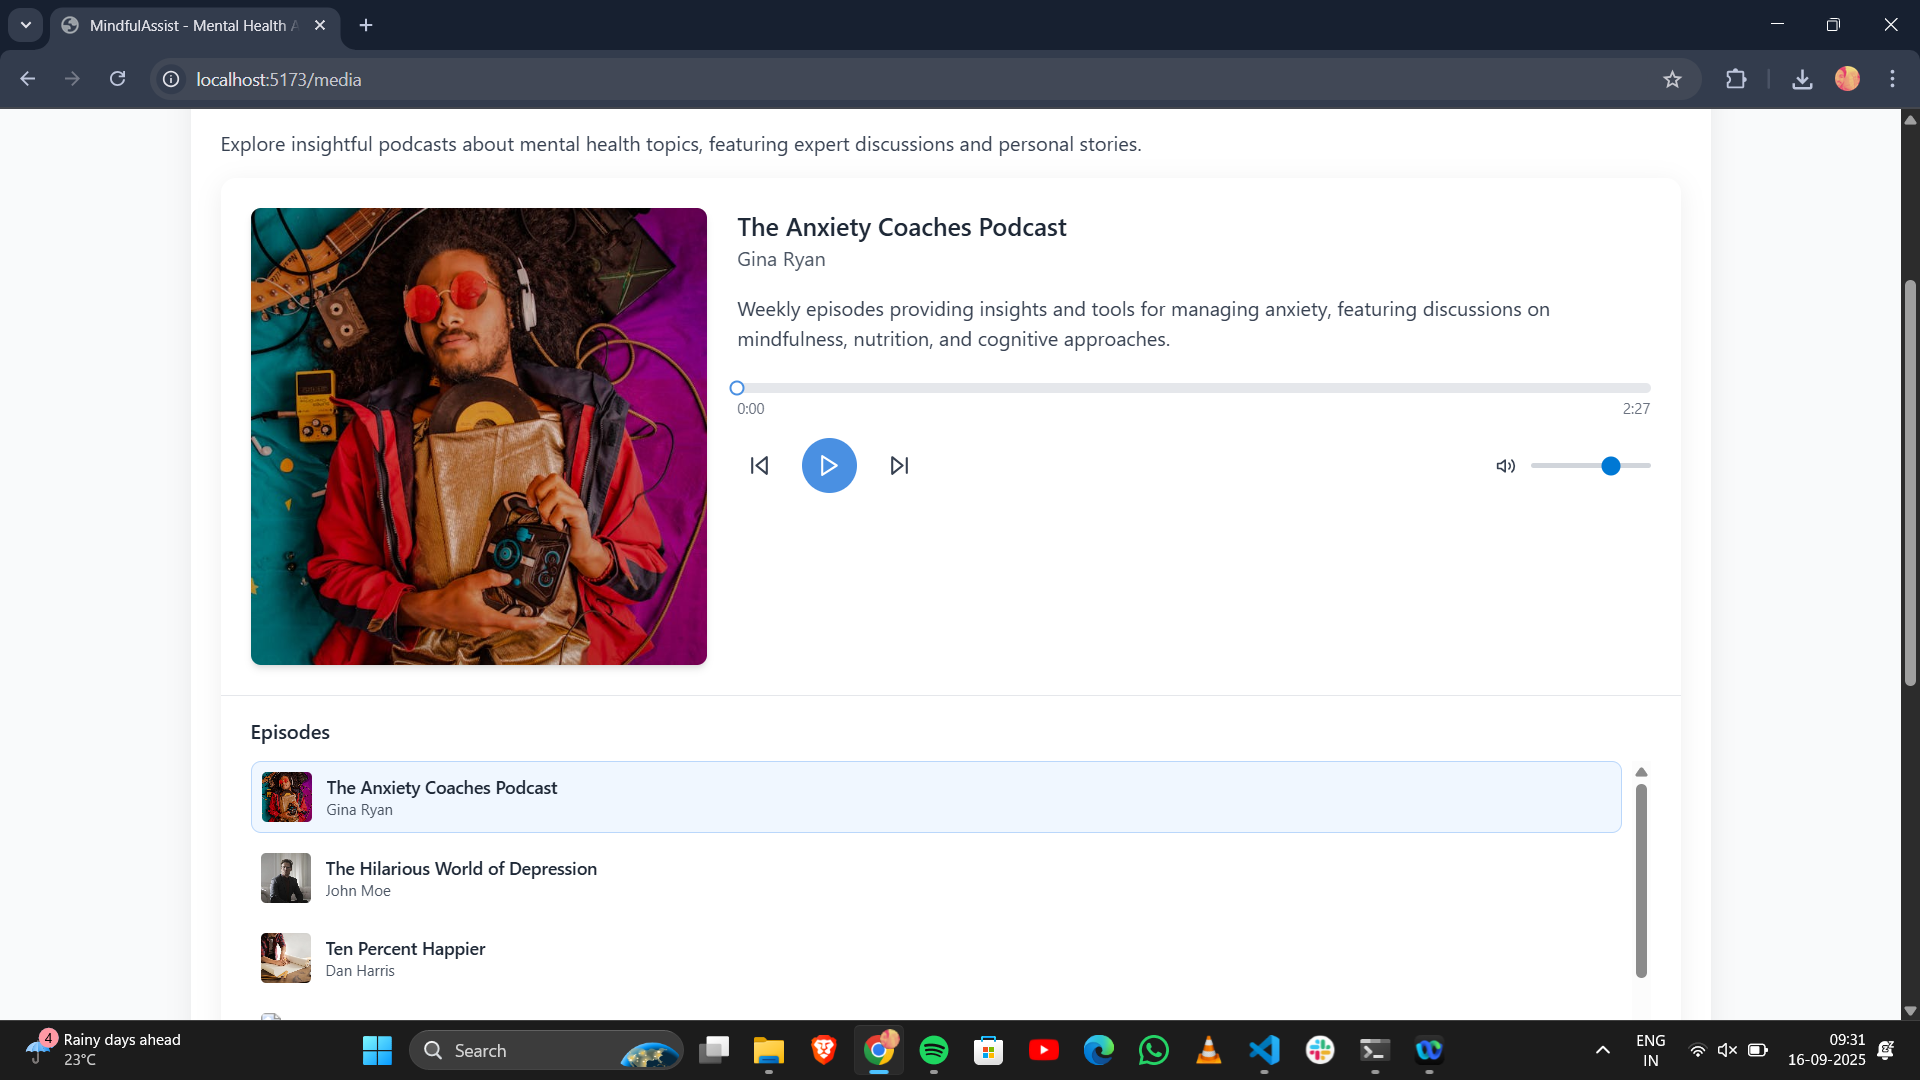 MindfulAssist - Mental Health A
localhost:5173/media
Explore insightful podcasts about mental health topics, featuring expert discussions and personal stories.
The Anxiety Coaches Podcast
Gina Ryan
Weekly episodes providing insights and tools for managing anxiety, featuring discussions on
mindfulness, nutrition, and cognitive approaches.
0:00
2:27
Episodes
The Anxiety Coaches Podcast
Gina Ryan
The Hilarious World of Depression
John Moe
Ten Percent Happier
Dan Harris
4
Rainy days ahead
23°C
Search
ENG
IN
09:31
16-09-2025